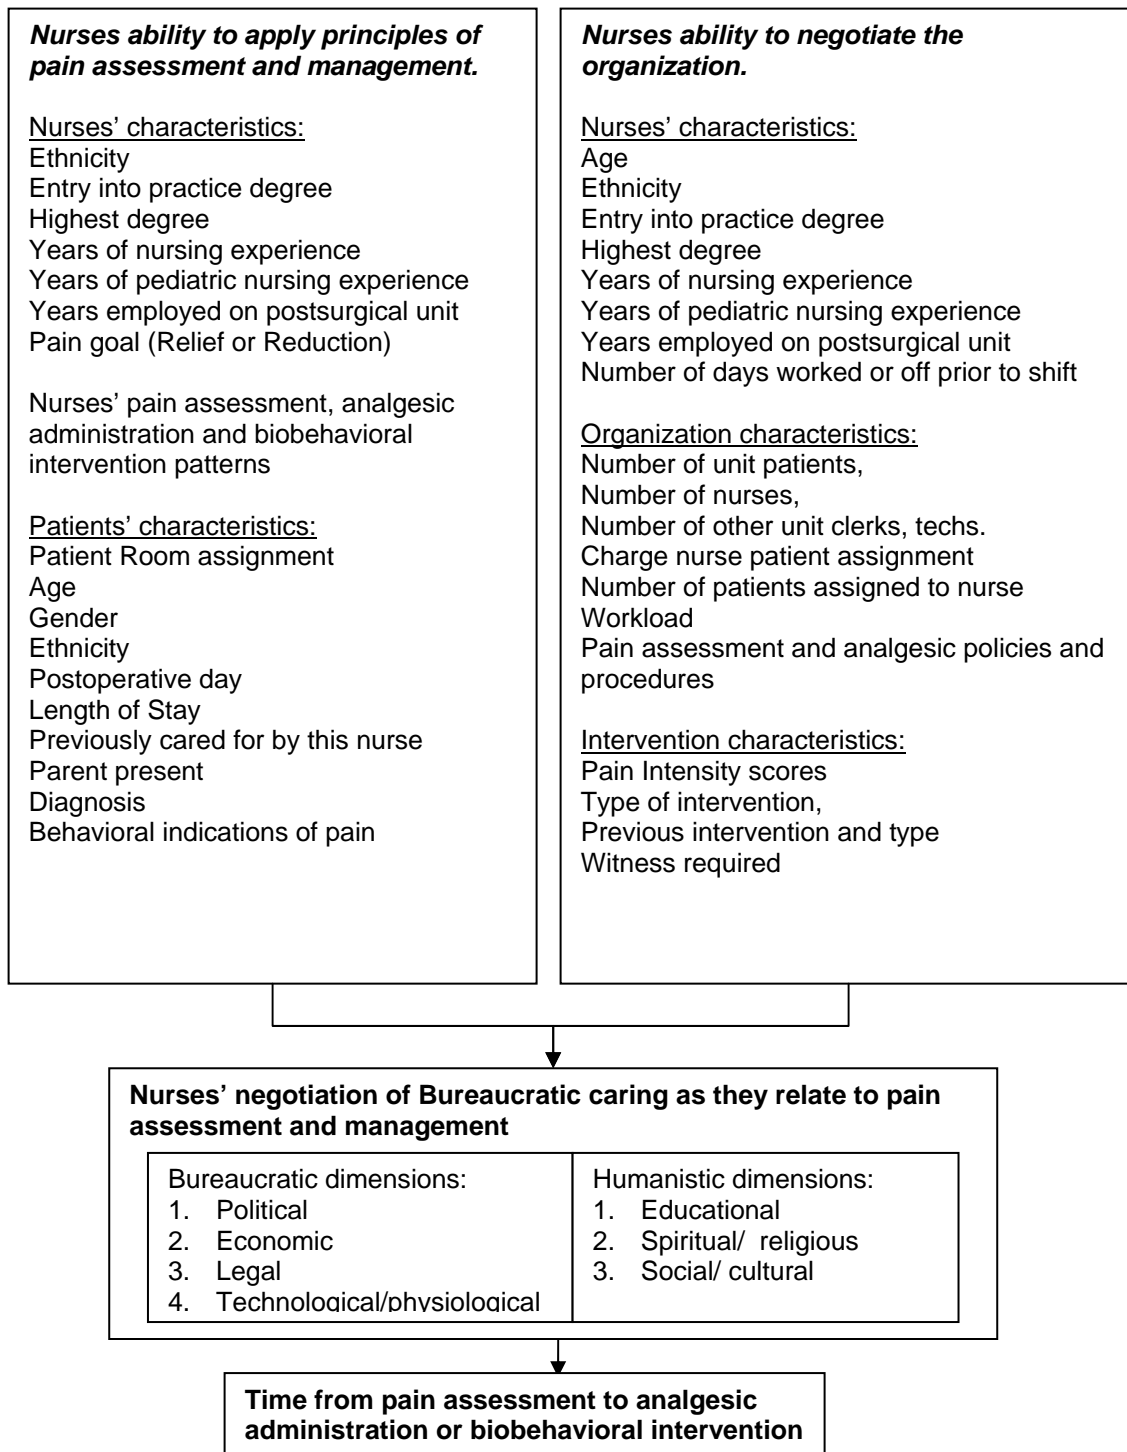 Nurses ability to apply principles of
pain assessment and management.
Nurses' characteristics:
Ethnicity
Entry into practice degree
Highest degree
Years of nursing experience
Years of pediatric nursing experience
Years employed on postsurgical unit
Pain goal (Relief or Reduction)
Nurses' pain assessment, analgesic
administration and biobehavioral
intervention patterns
Patients' characteristics:
Patient Room assignment
Age
Gender
Ethnicity
Postoperative day
Length of Stay
Previously cared for by this nurse
Parent present
Diagnosis
Behavioral indications of pain
Nurses ability to negotiate the
organization.
Nurses' characteristics:
Age
Ethnicity
Entry into practice degree
Highest degree
Years of nursing experience
Years of pediatric nursing experience
Years employed on postsurgical unit
Number of days worked or off prior to shift
Organization characteristics:
Number of unit patients,
Number of nurses,
Number of other unit clerks, techs.
Charge nurse patient assignment
Number of patients assigned to nurse
Workload
Pain assessment and analgesic policies and
procedures
Intervention characteristics:
Pain Intensity scores
Type of intervention,
Previous intervention and type
Witness required
Nurses' negotiation of Bureaucratic caring as they relate to pain
assessment and management
Bureaucratic dimensions:
1. Political
2. Economic
3. Legal
4. Technological/physiological
Humanistic dimensions:
1. Educational
2. Spiritual/ religious
3. Social/ cultural
Time from pain assessment to analgesic
administration or biobehavioral intervention